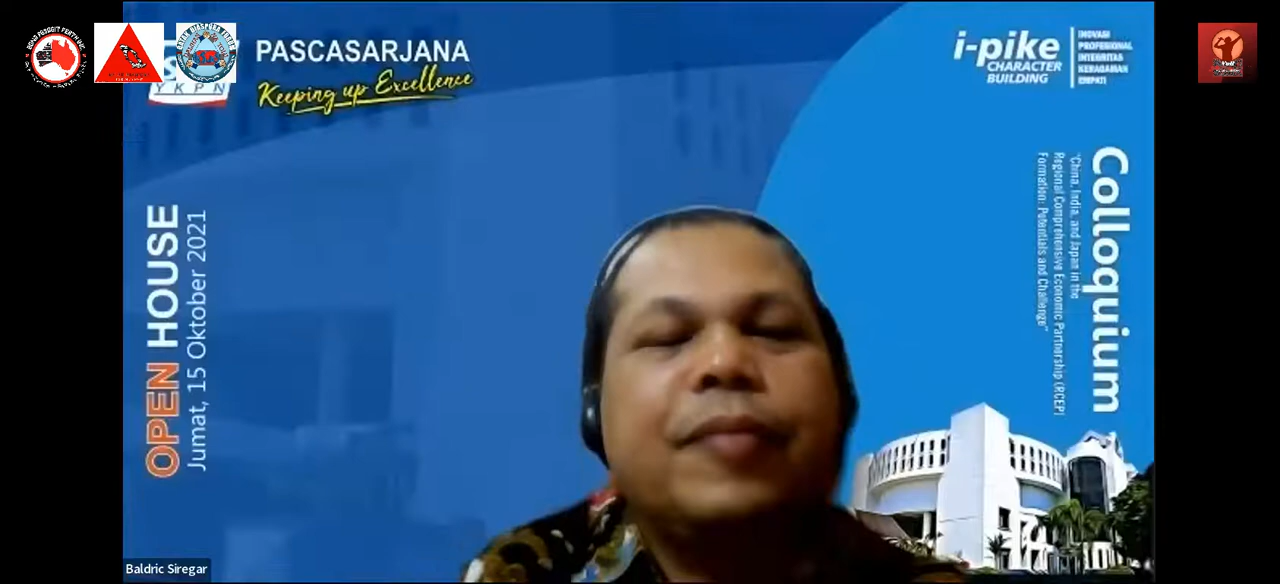 PASCASARJANA
Keeping up Excellence
YKPN
i-pike
CHARACTER
BUILDING
INOVASI
PROFESIONAL
INTEGRITAS
KERAGAMAN
EMPATI
OPEN HOUSE
Jumat, 15 Oktober 2021
Colloquium
"China, India, and Japan in the
Regional Comprehensive Economic Partnership (RCEP)
Formation: Potentials and Challenge"
Baldric Siregar